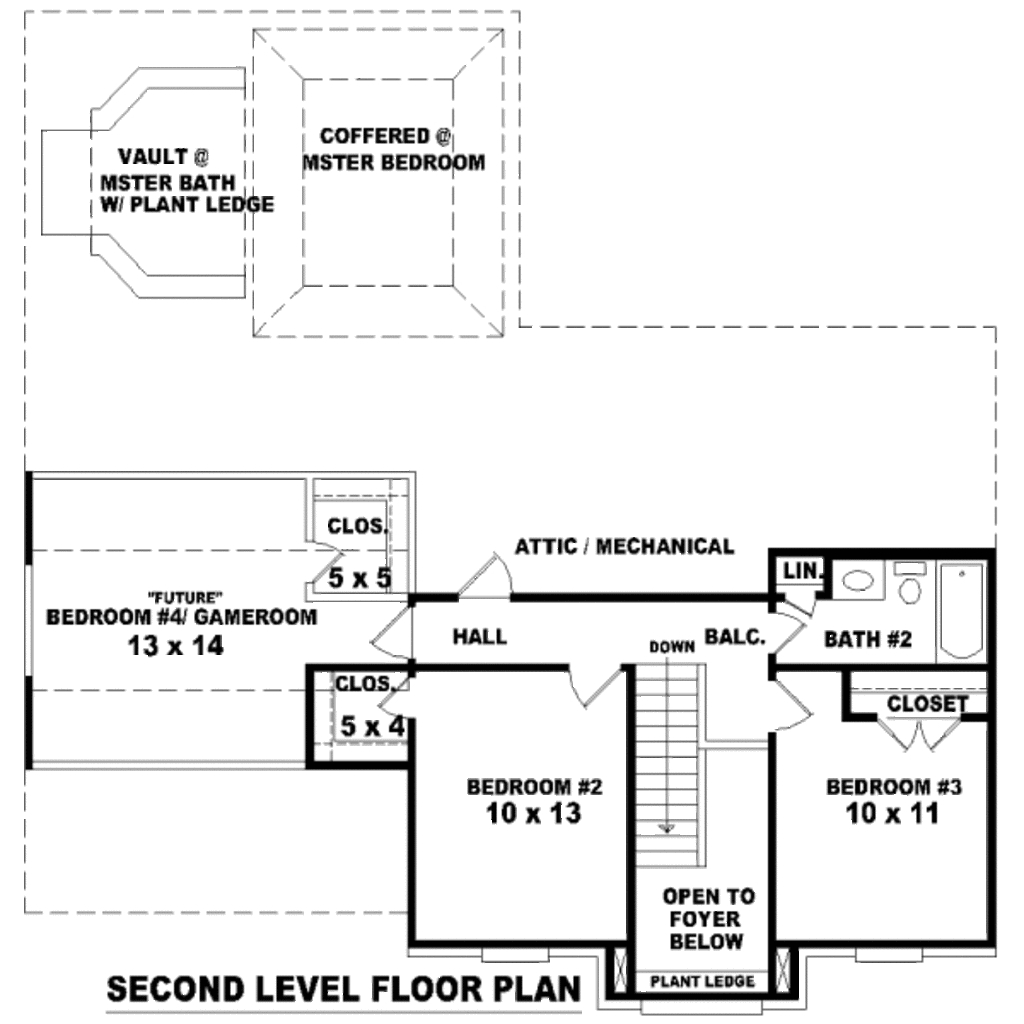 COFFERED @
MSTER BEDROOM
VAULT @
MSTER BATH
W/ PLANT LEDGE
CLOS.
5 x 5
ATTIC / MECHANICAL
LIN.
"FUTURE"
BEDROOM #4/ GAMEROOM
13 x 14
HALL
DOWN
BALC.
BATH #2
CLOS.
5 x 4
CLOSET
BEDROOM #2
10 x 13
BEDROOM #3
10 x 11
OPEN TO
FOYER
BELOW
PLANT LEDGE
SECOND LEVEL FLOOR PLAN